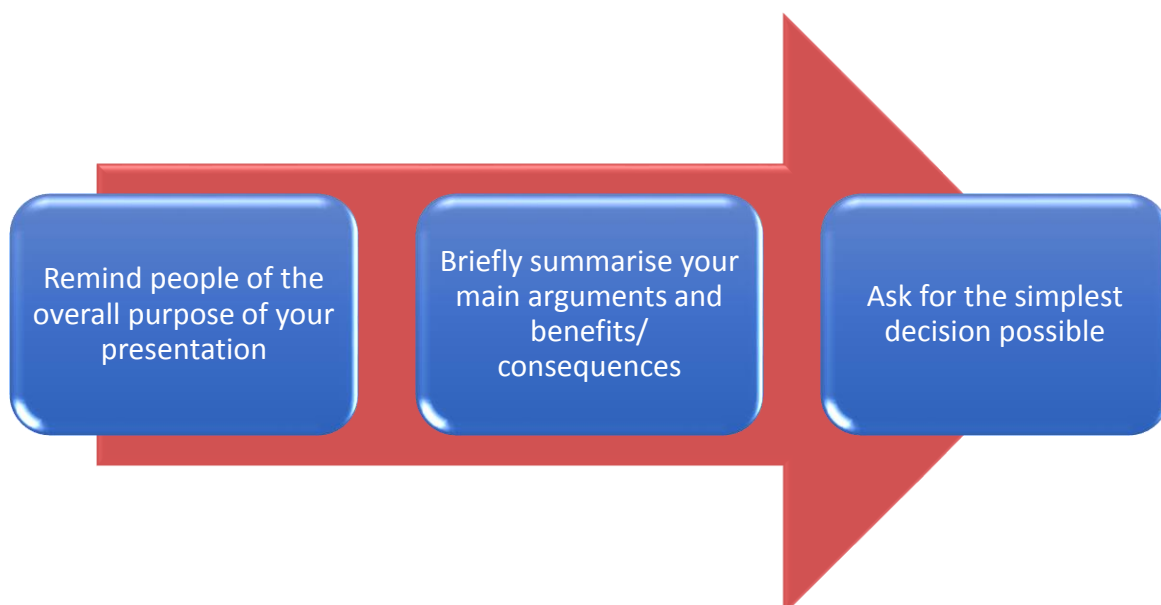 Remind people of the
overall purpose of your
presentation
Briefly summarise your
main arguments and
benefits/
consequences
Ask for the simplest
decision possible